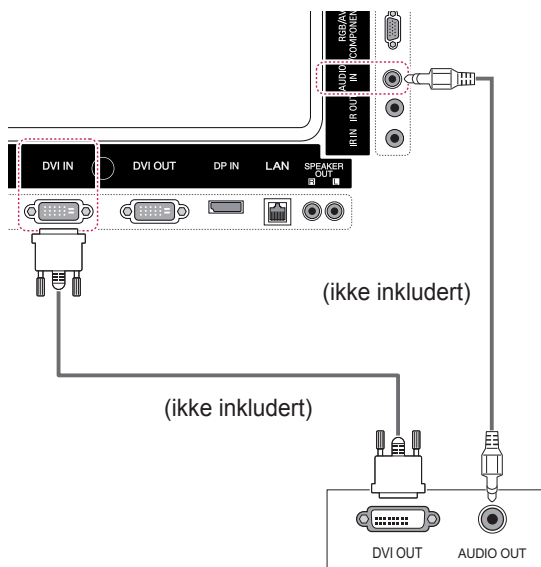 RGB/AV
COMPONENT
AUDIO
IN
IR OUT
IR IN
DVI IN
DVI OUT
DP IN
LAN
SPEAKER
OUT
R
L
(ikke inkludert)
(ikke inkludert)
DVI OUT
AUDIO OUT